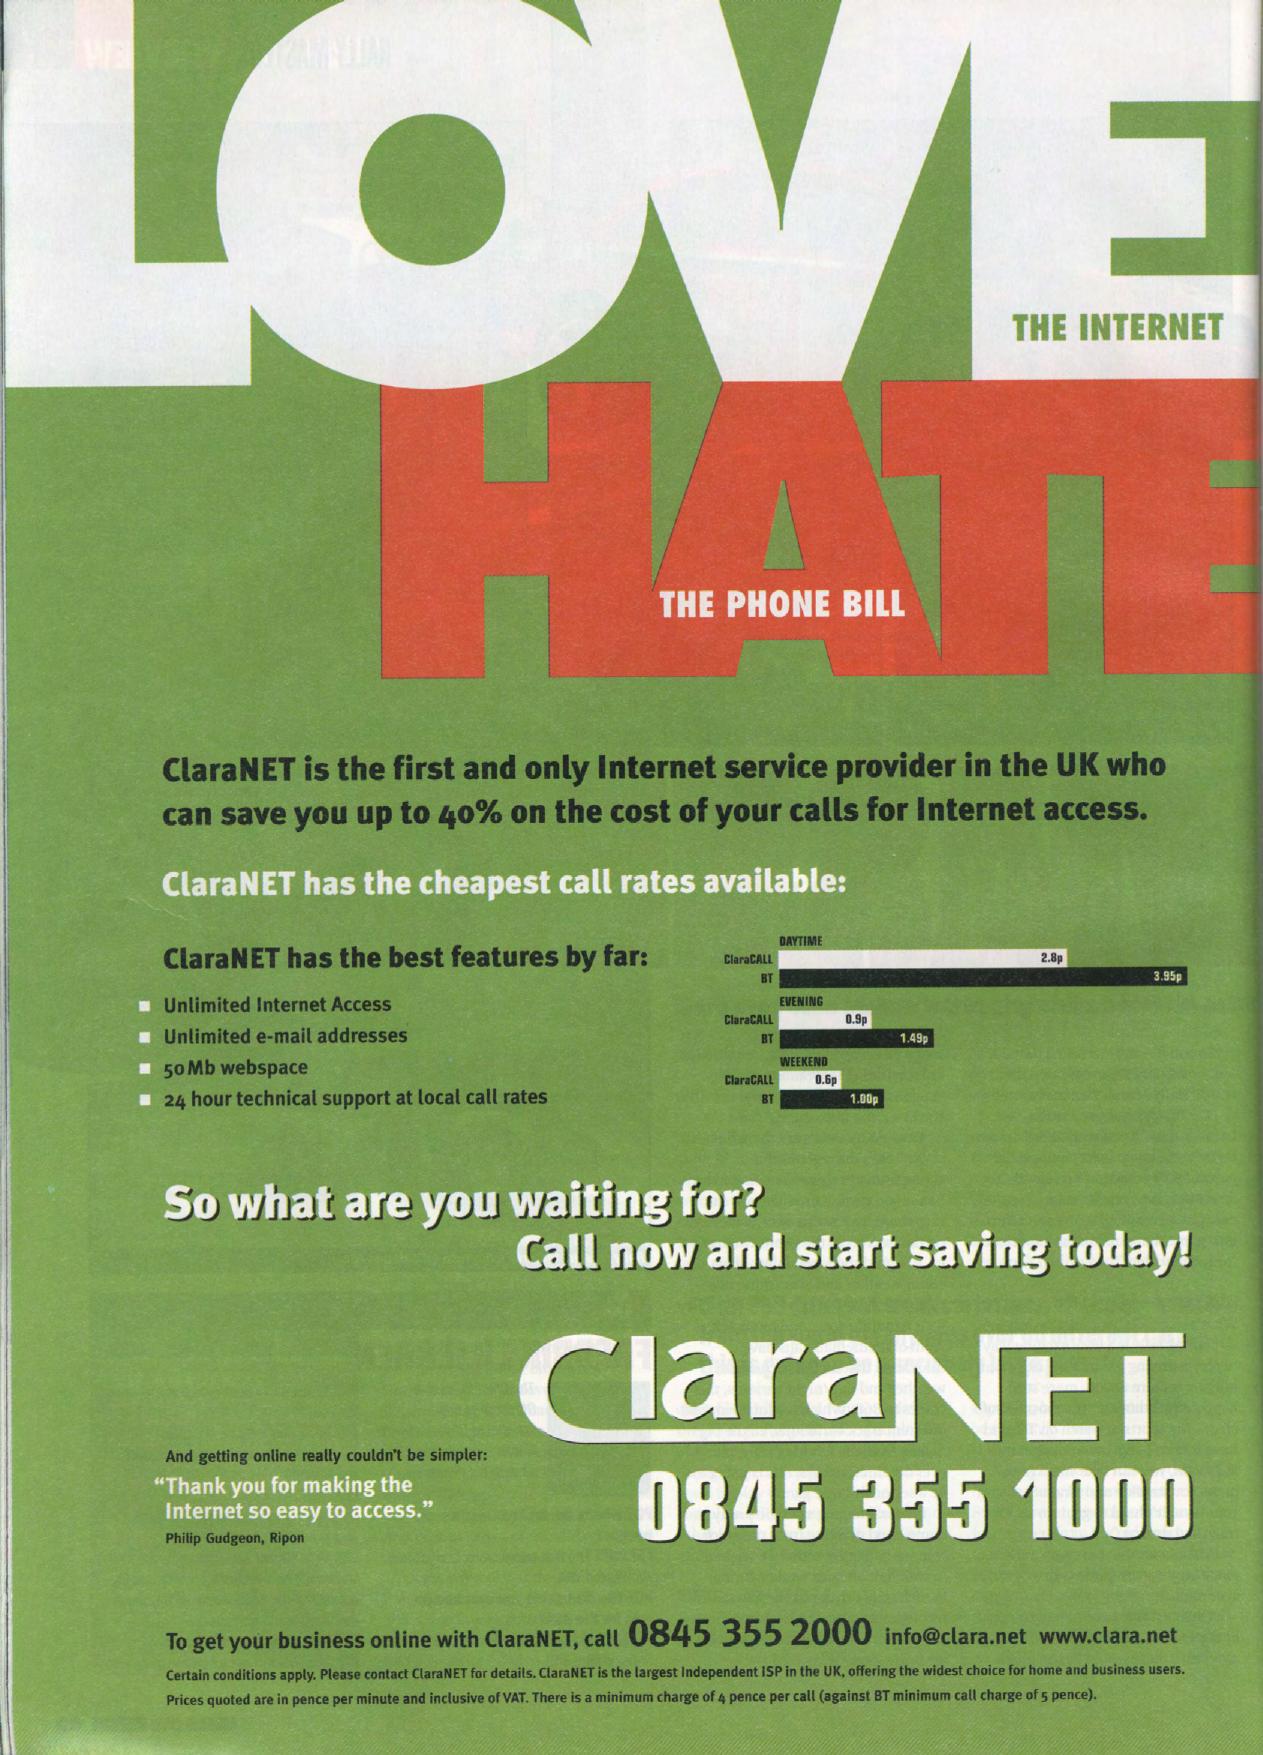 LOVE
THE INTERNET
HATE
THE PHONE BILL
ClaraNET is the first and only Internet service provider in the UK who
can save you up to 40% on the cost of your calls for Internet access.
ClaraNET has the cheapest call rates available:
ClaraNET has the best features by far:
Unlimited Internet Access
Unlimited e-mail addresses
50Mb webspace
24 hour technical support at local call rates
DAYTIME
ClaraCALL 2.8p
BT 3.95p
EVENING
ClaraCALL 0.9p
BT 1.49p
WEEKEND
ClaraCALL 0.6p
BT 1.00p
So what are you waiting for?
Call now and start saving today!
ClaraNET
0845 355 1000
And getting online really couldn't be simpler:
“Thank you for making the
Internet so easy to access.”
Philip Gudgeon, Ripon
To get your business online with ClaraNET, call 0845 355 2000 info@clara.net www.clara.net
Certain conditions apply. Please contact ClaraNET for details. ClaraNET is the largest Independent ISP in the UK, offering the widest choice for home and business users.
Prices quoted are in pence per minute and inclusive of VAT. There is a minimum charge of 4 pence per call (against BT minimum call charge of 5 pence).